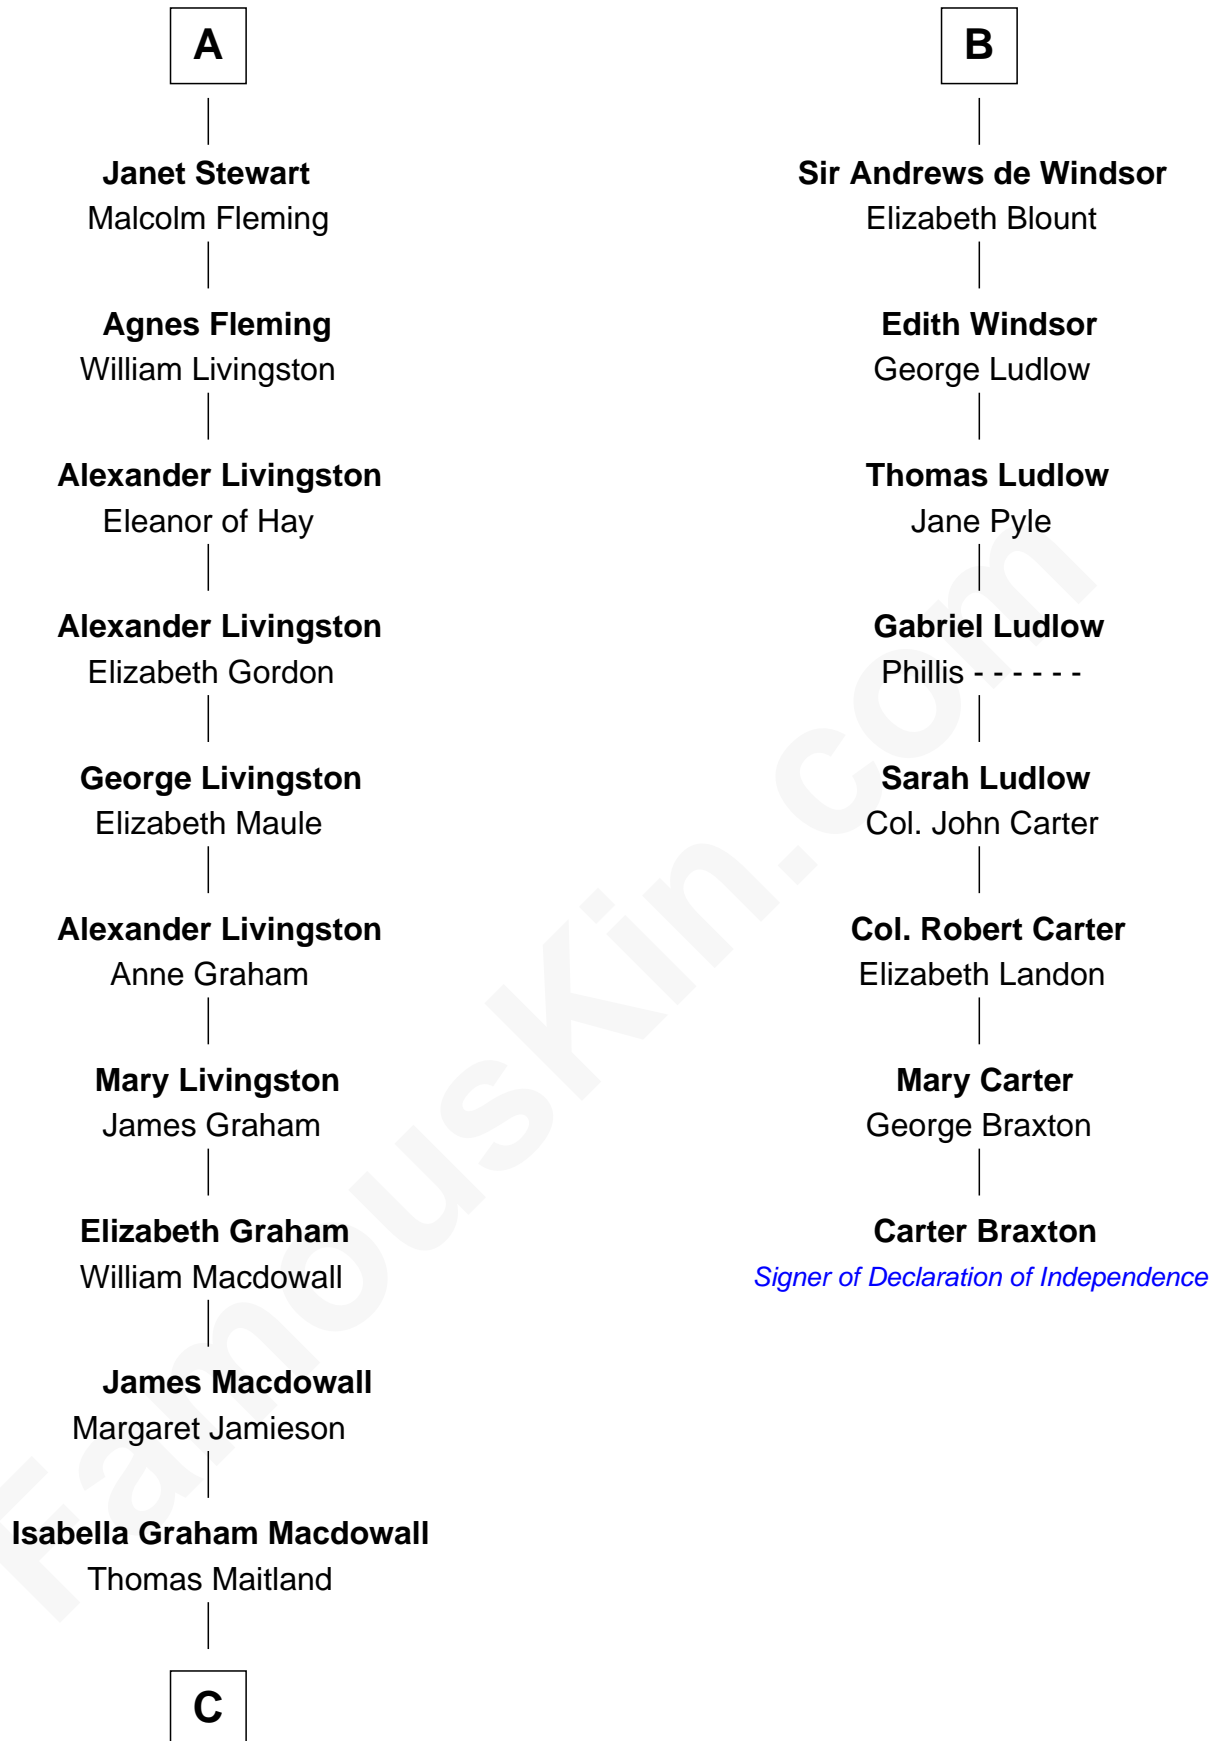 A
Janet Stewart
Malcolm Fleming
Agnes Fleming
William Livingston
Alexander Livingston
Eleanor of Hay
Alexander Livingston
Elizabeth Gordon
George Livingston
Elizabeth Maule
Alexander Livingston
Anne Graham
Mary Livingston
James Graham
Elizabeth Graham
William Macdowall
James Macdowall
Margaret Jamieson
Isabella Graham Macdowall
Thomas Maitland
C
B
Sir Andrews de Windsor
Elizabeth Blount
Edith Windsor
George Ludlow
Thomas Ludlow
Jane Pyle
Gabriel Ludlow
Phillis - - - - - -
Sarah Ludlow
Col. John Carter
Col. Robert Carter
Elizabeth Landon
Mary Carter
George Braxton
Carter Braxton
Signer of Declaration of Independence
FamousKin.com